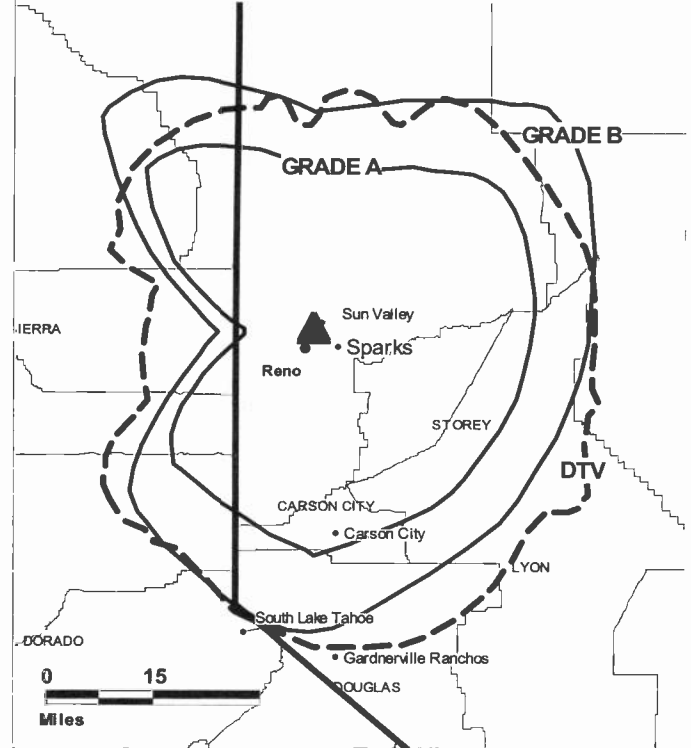 GRADE B
GRADE A
Sun Valley
IERRA
Sparks
Reno
STOREY
DTV
CARSON CITY
Carson City
LYON
South Lake Tahoe
DORADO
Gardnerville Ranchos
0 15
DOUGLAS
Miles